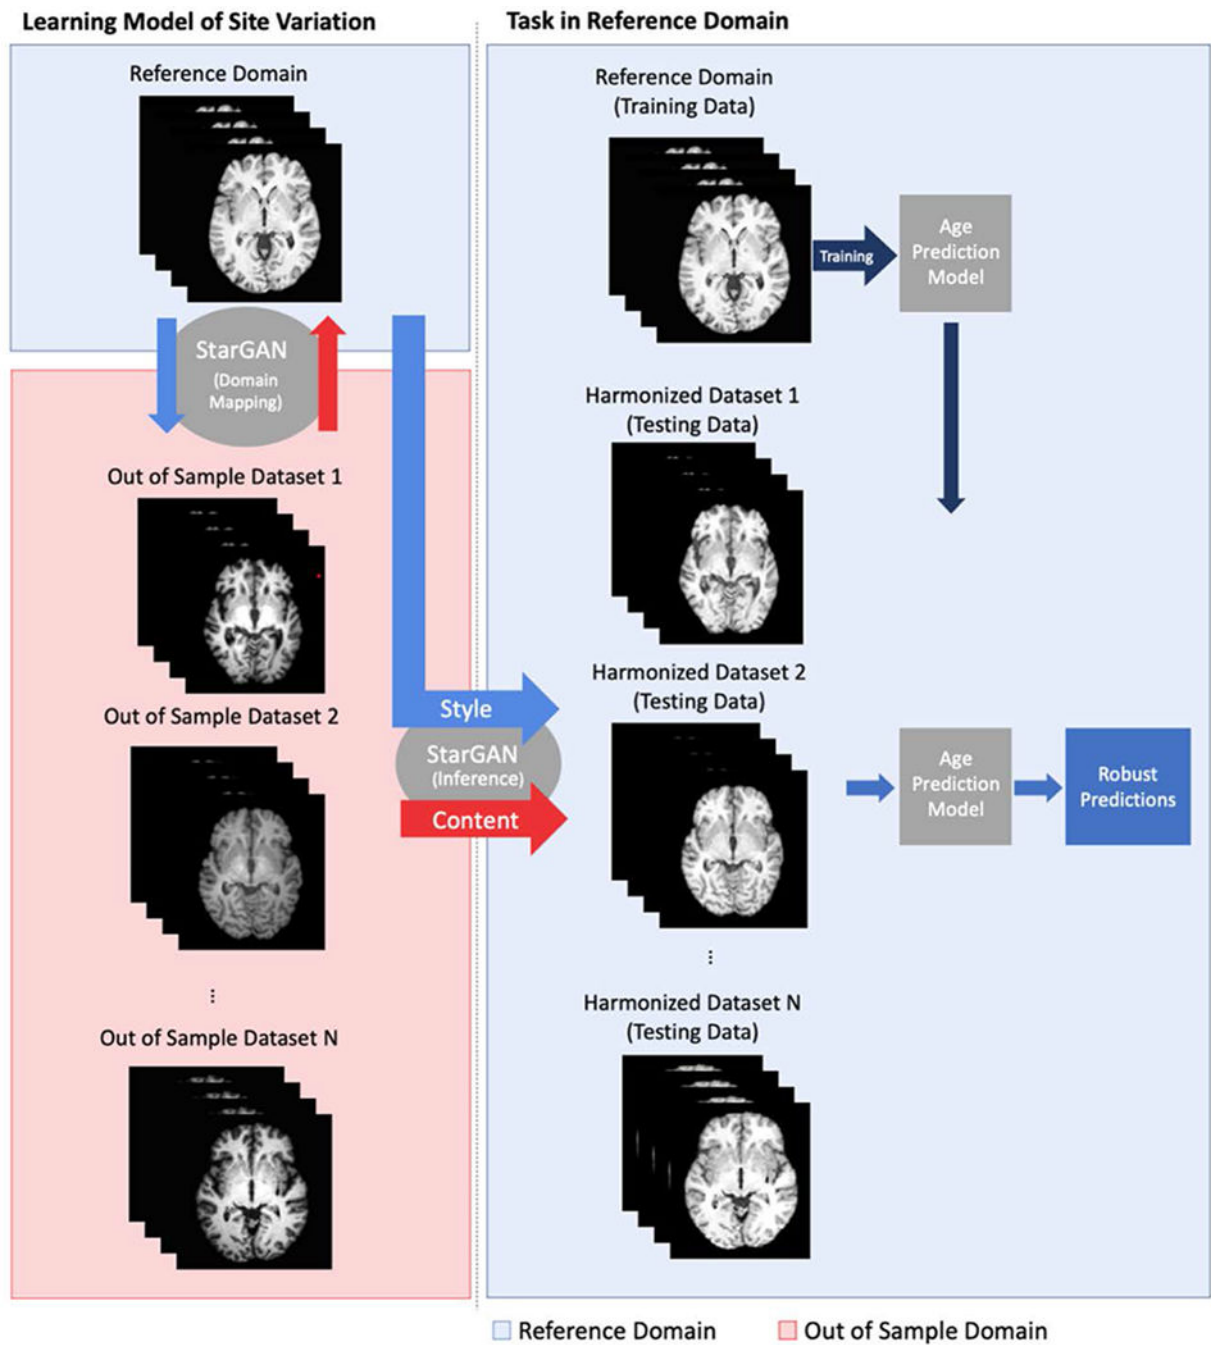 Learning Model of Site Variation
Reference Domain
StarGAN
(Domain
Mapping)
Out of Sample Dataset 1
Out of Sample Dataset 2
...
Out of Sample Dataset N
Style
StarGAN
(Inference)
Content
Task in Reference Domain
Reference Domain
(Training Data)
Training
Age
Prediction
Model
Harmonized Dataset 1
(Testing Data)
Harmonized Dataset 2
(Testing Data)
Age
Prediction
Model
Robust
Predictions
...
Harmonized Dataset N
(Testing Data)
Reference Domain
Out of Sample Domain